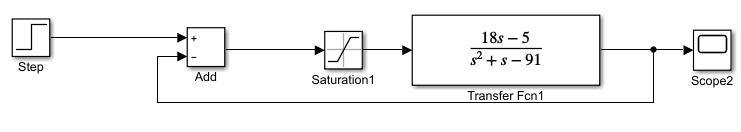 Step
+
−
Add
Saturation1
18s − 5
s² + s − 91
Transfer Fcn1
Scope2